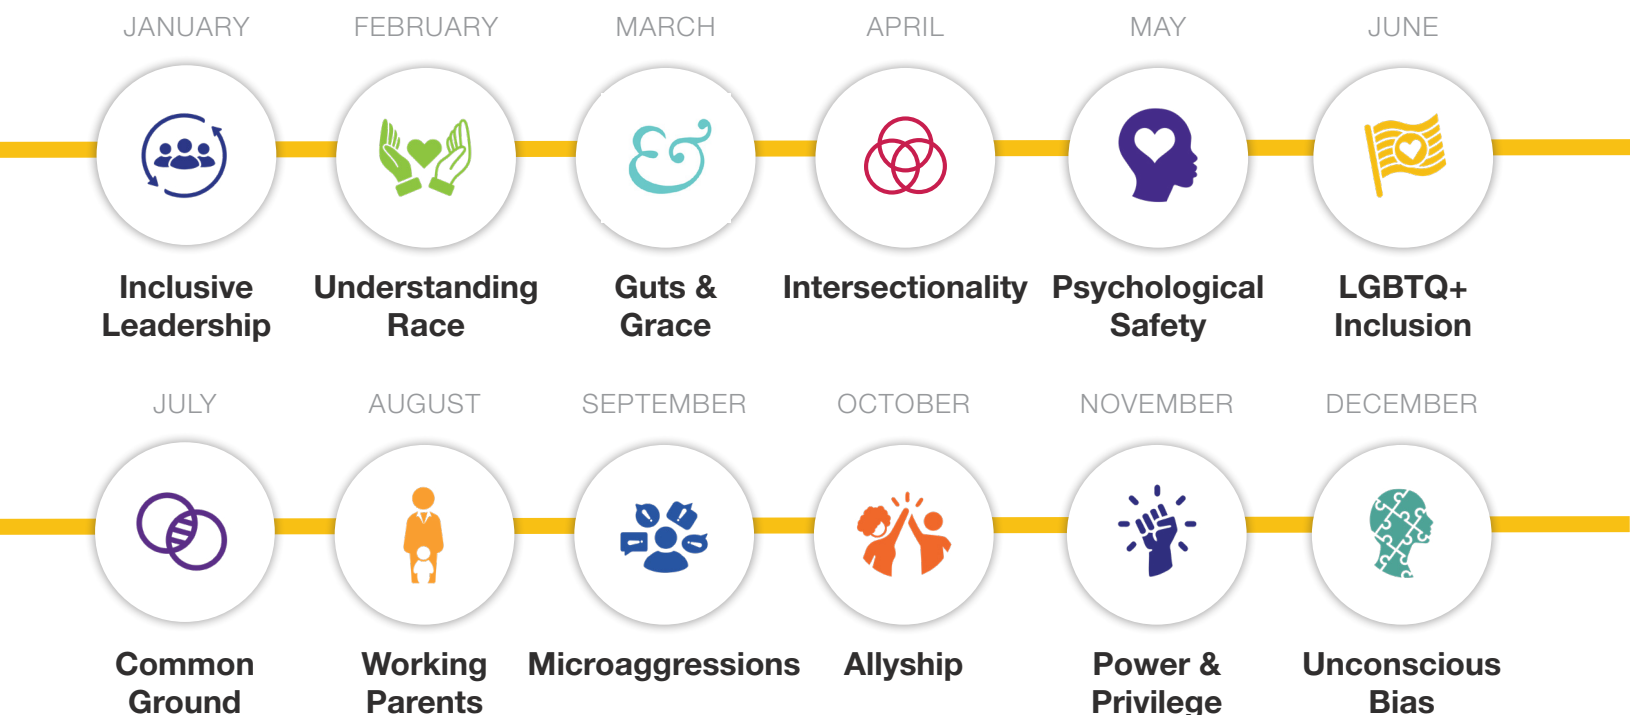 JANUARY FEBRUARY MARCH APRIL MAY JUNE
&
Inclusive Understanding Guts & Intersectionality Psychological LGBTQ+
Leadership Race Grace Safety Inclusion
JULY AUGUST SEPTEMBER OCTOBER NOVEMBER DECEMBER
Common Working Microaggressions Allyship Power & Unconscious
Ground Parents Privilege Bias